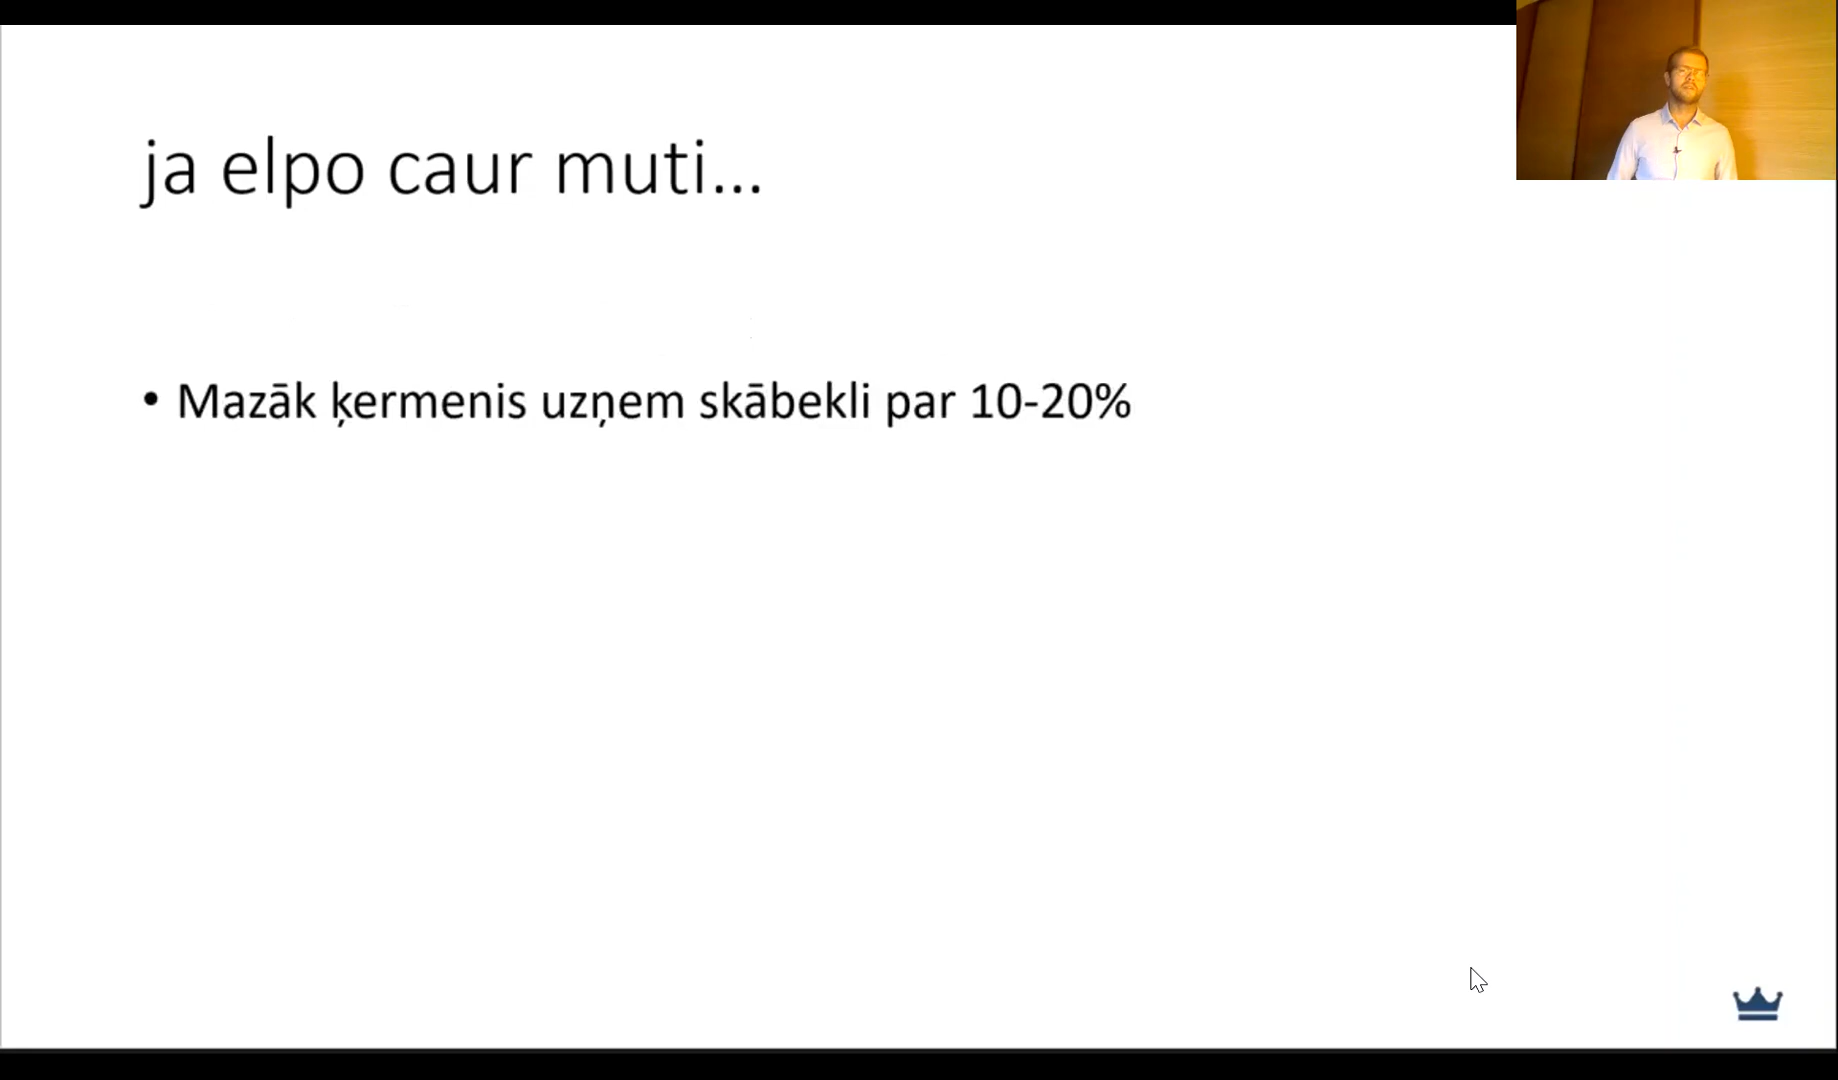 ja elpo caur muti...
• Mazāk ķermenis uzņem skābekli par 10-20%